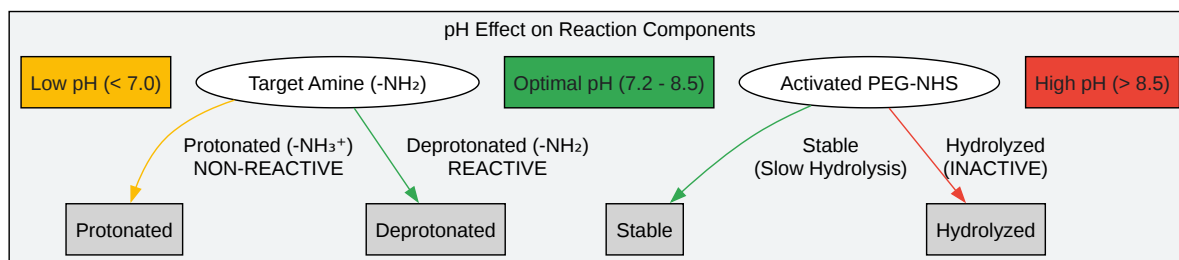 pH Effect on Reaction Components
Low pH (< 7.0)
Target Amine (-NH₂)
Optimal pH (7.2 - 8.5)
Activated PEG-NHS
High pH (> 8.5)
Protonated (-NH₃⁺)
NON-REACTIVE
Deprotonated (-NH₂)
REACTIVE
Stable
(Slow Hydrolysis)
Hydrolyzed
(INACTIVE)
Protonated
Deprotonated
Stable
Hydrolyzed